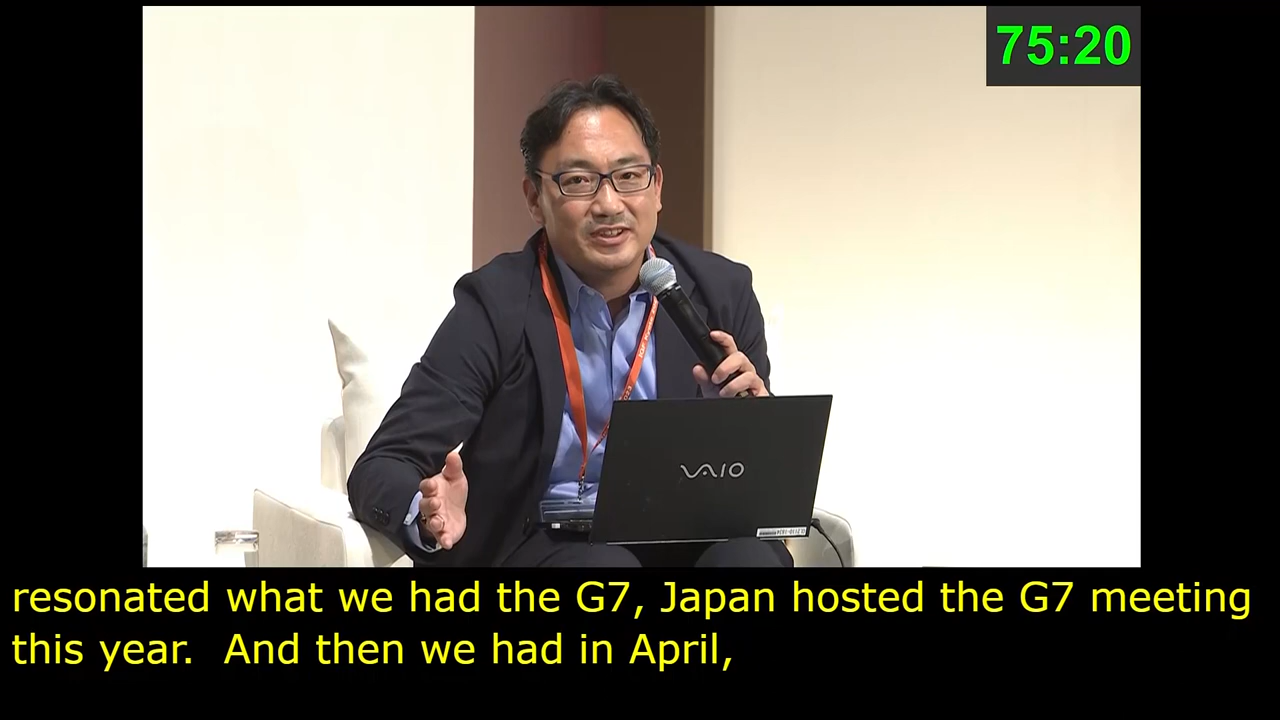 75:20
VAIO
resonated what we had the G7, Japan hosted the G7 meeting
this year.  And then we had in April,